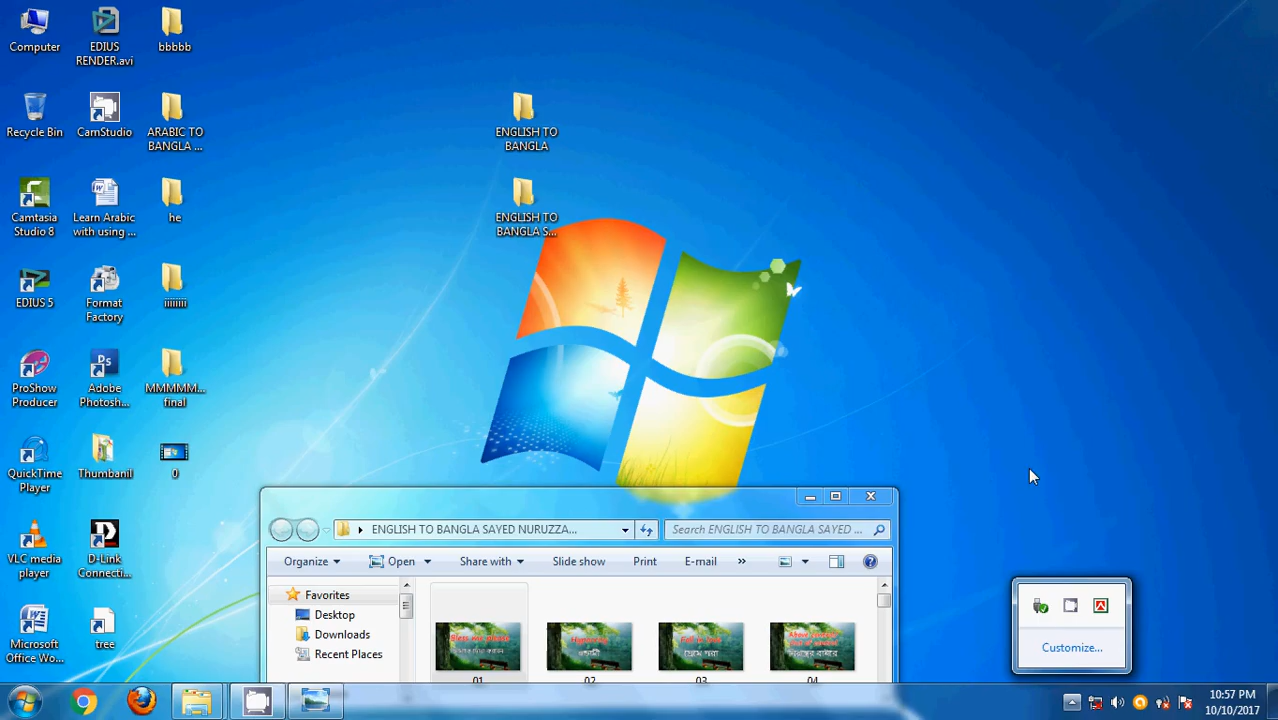 Computer
EDIUS
RENDER.avi
bbbbb
Recycle Bin
CamStudio
ARABIC TO
BANGLA ...
ENGLISH TO
BANGLA
Camtasia
Studio 8
Learn Arabic
with using ...
he
ENGLISH TO
BANGLA S...
EDIUS 5
Format
Factory
iiiiiiii
ProShow
Producer
Adobe
Photosh...
MMMMM...
final
QuickTime
Player
Thumbanil
0
VLC media
player
D-Link
Connecti...
Microsoft
Office Wo...
tree
ENGLISH TO BANGLA SAYED NURUZZA...
Search ENGLISH TO BANGLA SAYED ...
Organize
Open
Share with
Slide show
Print
E-mail
»
Favorites
Desktop
Downloads
Recent Places
Bless me please
01
02
03
04
Customize...
10:57 PM
10/10/2017